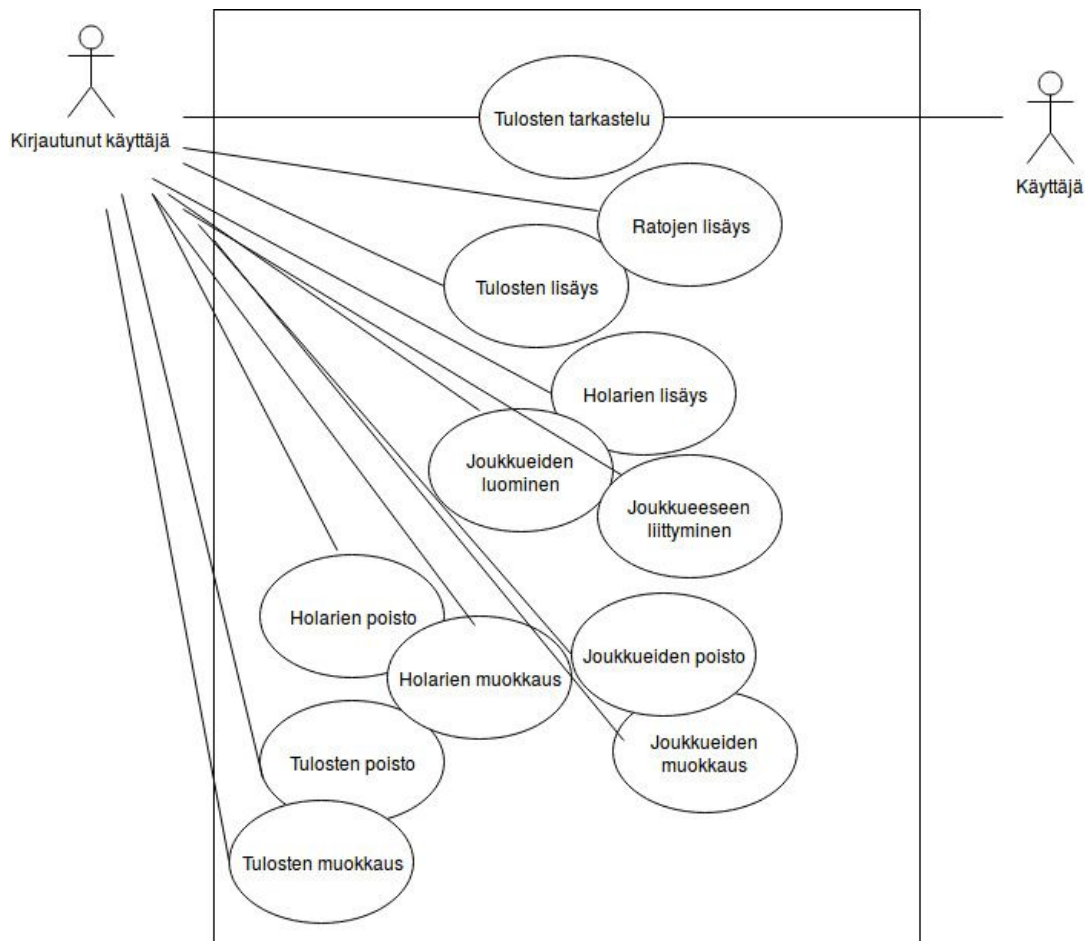 Kirjautunut käyttäjä
Tulosten tarkastelu
Käyttäjä
Ratojen lisäys
Tulosten lisäys
Holarien lisäys
Joukkueiden
luominen
Joukkueeseen
liittyminen
Holarien poisto
Holarien muokkaus
Joukkueiden poisto
Joukkueiden
muokkaus
Tulosten poisto
Tulosten muokkaus